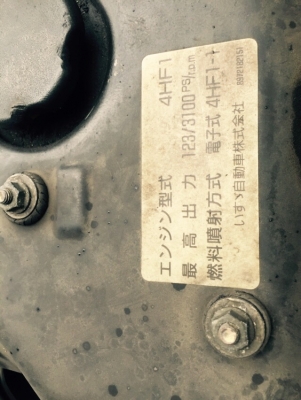 エンジン型式 4HF1
最高出力 123/3100 PS/r.p.m
燃料噴射方式 電子式 4HF1-1
いすゞ自動車株式会社